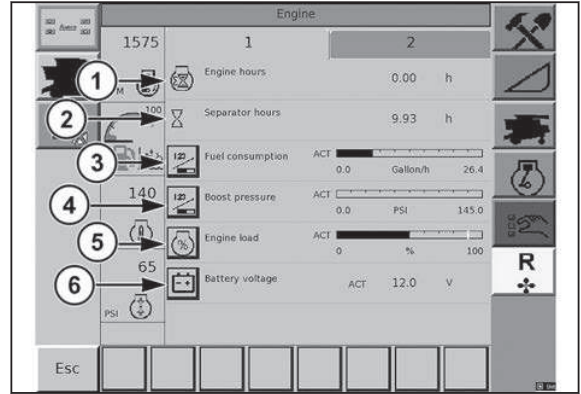 Engine
1575
1
2
1
M
Engine hours
0.00 h
2
100
Separator hours
9.93 h
3
123
Fuel consumption
ACT
0.0 Gallon/h 26.4
4
140
123
Boost pressure
ACT
0.0 PSI 145.0
5
%
Engine load
ACT
0 % 100
6
65
Battery voltage
ACT 12.0 V
PSI
R
Esc